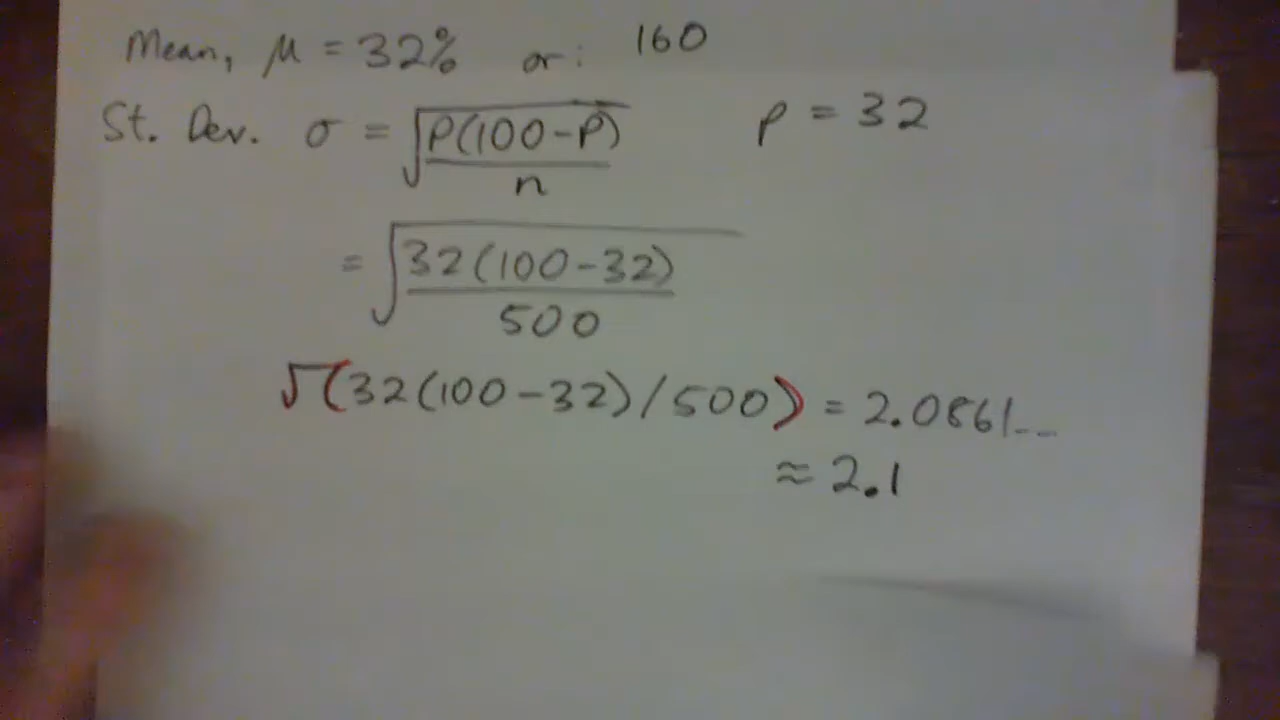 Mean, μ = 32% or: 160
St. Dev. σ = √(P(100-P)/n) p = 32
= √(32(100-32)/500)
√(32(100-32)/500) = 2.0861...
≈ 2.1